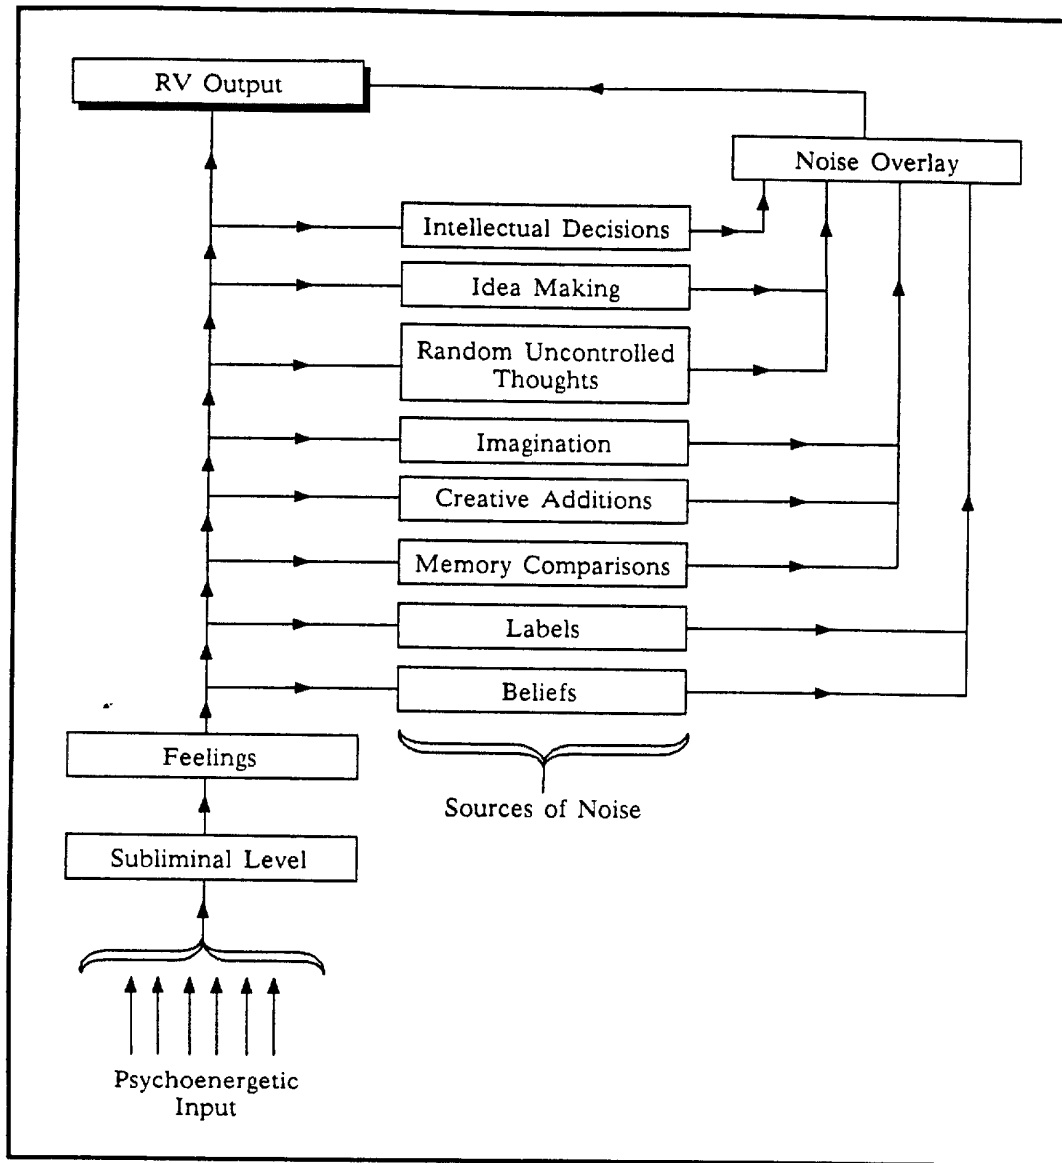 RV Output
Noise Overlay
Intellectual Decisions
Idea Making
Random Uncontrolled
Thoughts
Imagination
Creative Additions
Memory Comparisons
Labels
Beliefs
Feelings
Sources of Noise
Subliminal Level
Psychoenergetic
Input